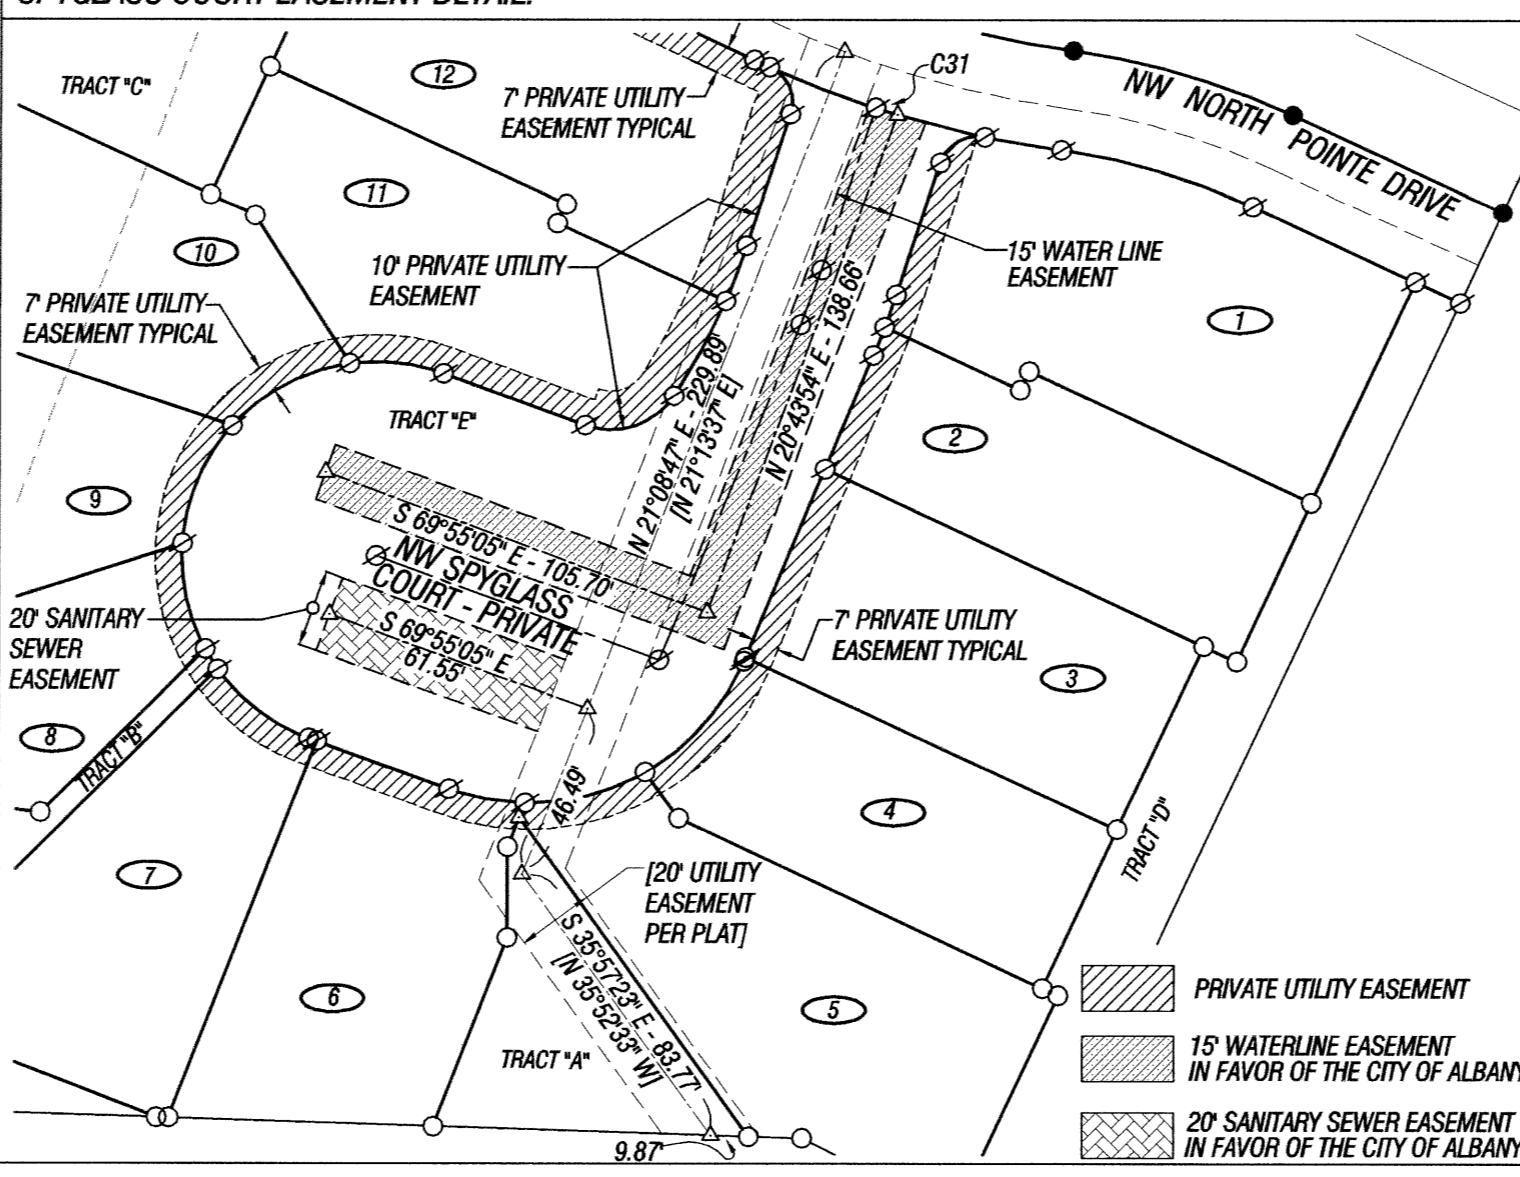 SPYGLASS COURT EASEMENT DETAIL:
TRACT "C"
12
7' PRIVATE UTILITY
EASEMENT TYPICAL
C31
NW NORTH POINTE DRIVE
11
10
10' PRIVATE UTILITY
EASEMENT
15' WATER LINE
EASEMENT
7' PRIVATE UTILITY
EASEMENT TYPICAL
1
TRACT "E"
N 21°08'47" E - 229.89'
[N 21°13'37" E]
N 20°43'54" E - 138.66'
2
9
S 69°55'05" E - 105.70'
NW SPYGLASS
COURT - PRIVATE
S 69°55'05" E
61.55'
20' SANITARY
SEWER
EASEMENT
7' PRIVATE UTILITY
EASEMENT TYPICAL
3
8
TRACT "B"
46.49'
4
TRACT "D"
7
[20' UTILITY
EASEMENT
PER PLAT]
S 35°57'23" E - 83.77'
[N 35°52'33" W]
6
5
TRACT "A"
9.87'
PRIVATE UTILITY EASEMENT
15' WATERLINE EASEMENT
IN FAVOR OF THE CITY OF ALBANY
20' SANITARY SEWER EASEMENT
IN FAVOR OF THE CITY OF ALBANY